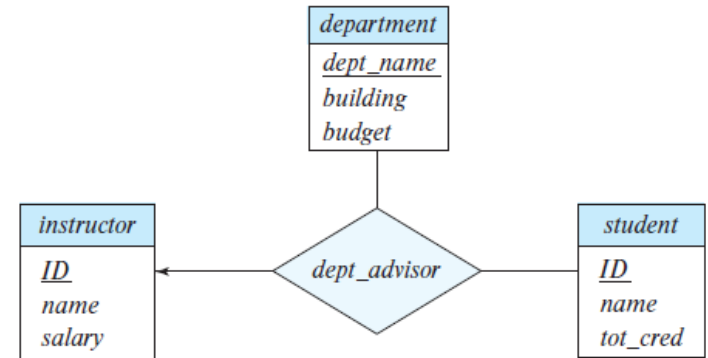 department
dept_name
building
budget
instructor
ID
name
salary
dept_advisor
student
ID
name
tot_cred